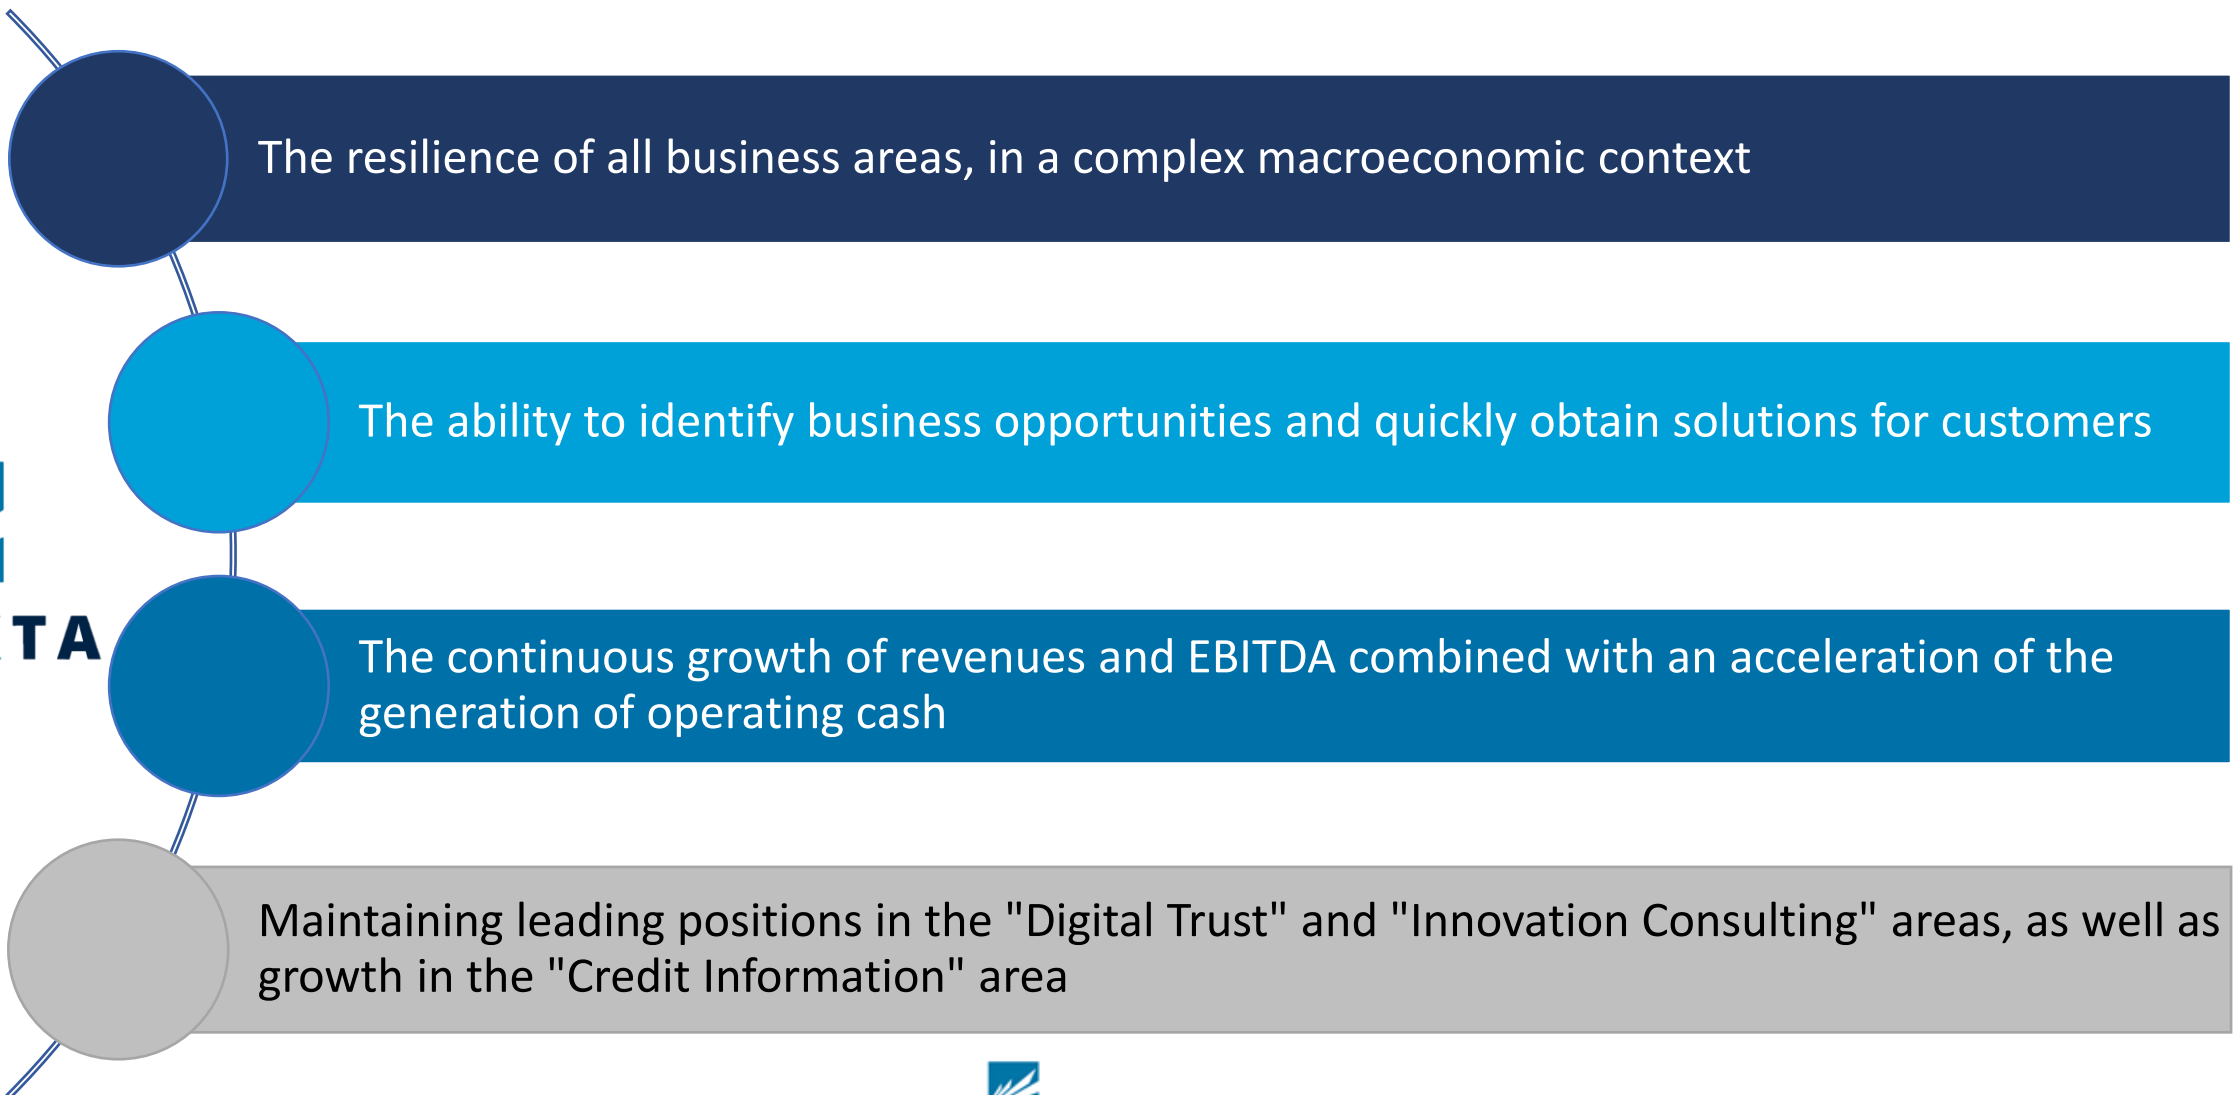 The resilience of all business areas, in a complex macroeconomic context
The ability to identify business opportunities and quickly obtain solutions for customers
TA
The continuous growth of revenues and EBITDA combined with an acceleration of the
generation of operating cash
Maintaining leading positions in the "Digital Trust" and "Innovation Consulting" areas, as well as
growth in the "Credit Information" area